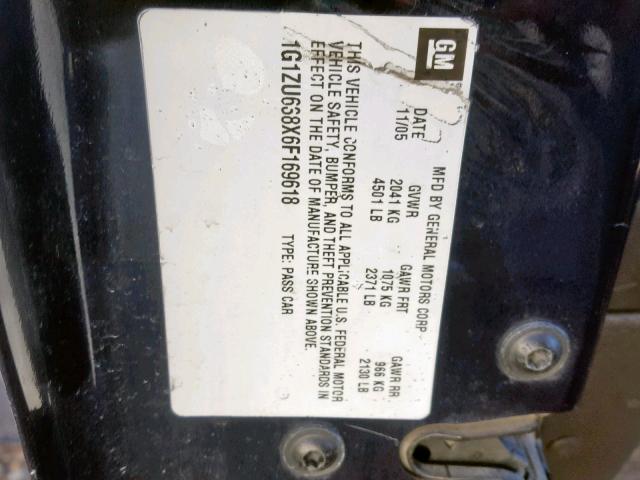 GM
MFD BY GENERAL MOTORS CORP
DATE GVWR GAWR FRT GAWR RR
11/05 2041 KG 1075 KG 966 KG
4501 LB 2371 LB 2130 LB
THIS VEHICLE CONFORMS TO ALL APPLICABLE U.S. FEDERAL MOTOR
VEHICLE SAFETY, BUMPER, AND THEFT PREVENTION STANDARDS IN
EFFECT ON THE DATE OF MANUFACTURE SHOWN ABOVE.
1G1ZU638X6F169618 TYPE: PASS CAR